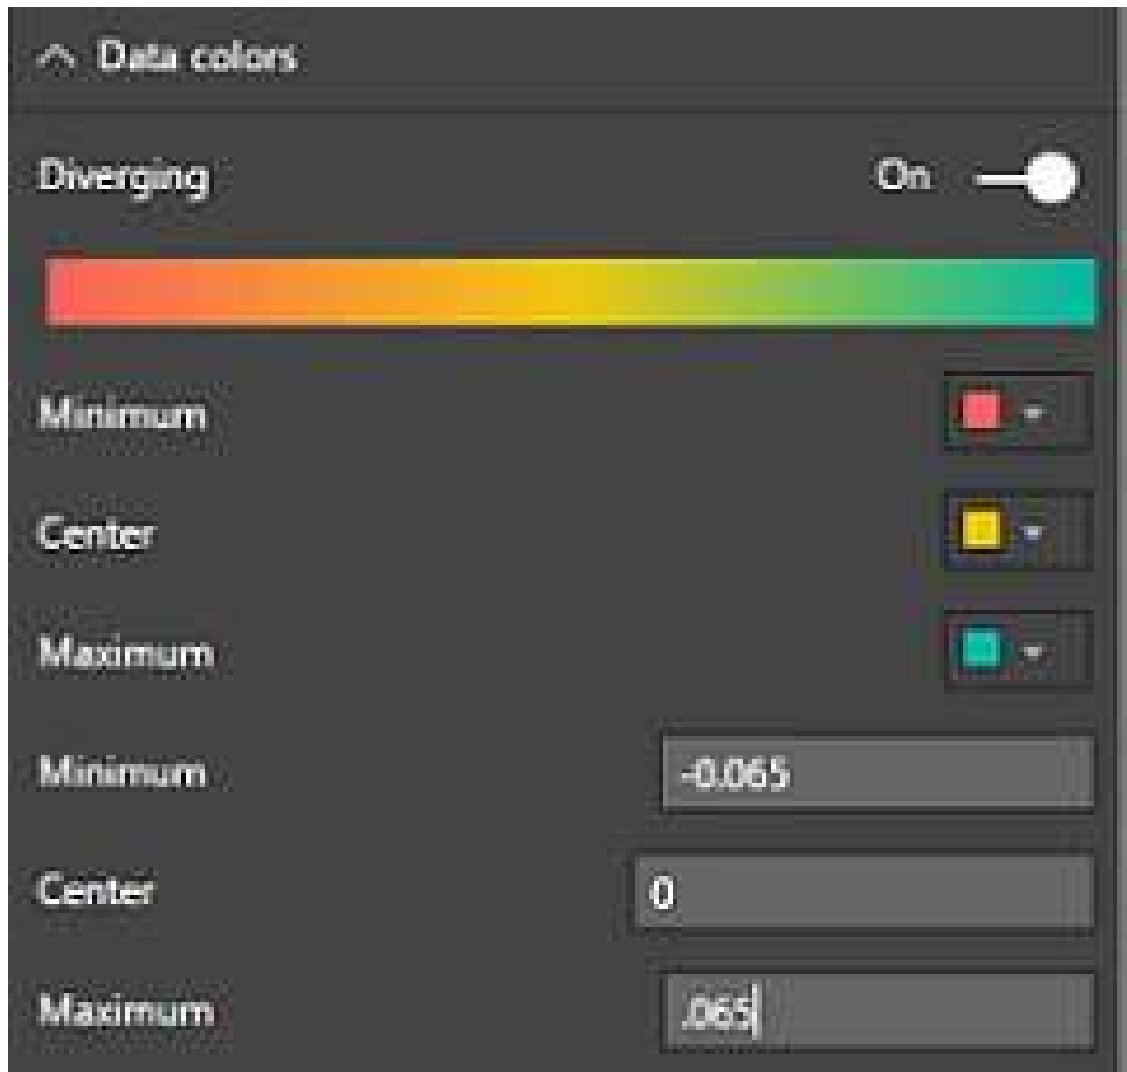 Data colors
Diverging On
Minimum
Center
Maximum
Minimum -0.065
Center 0
Maximum .065